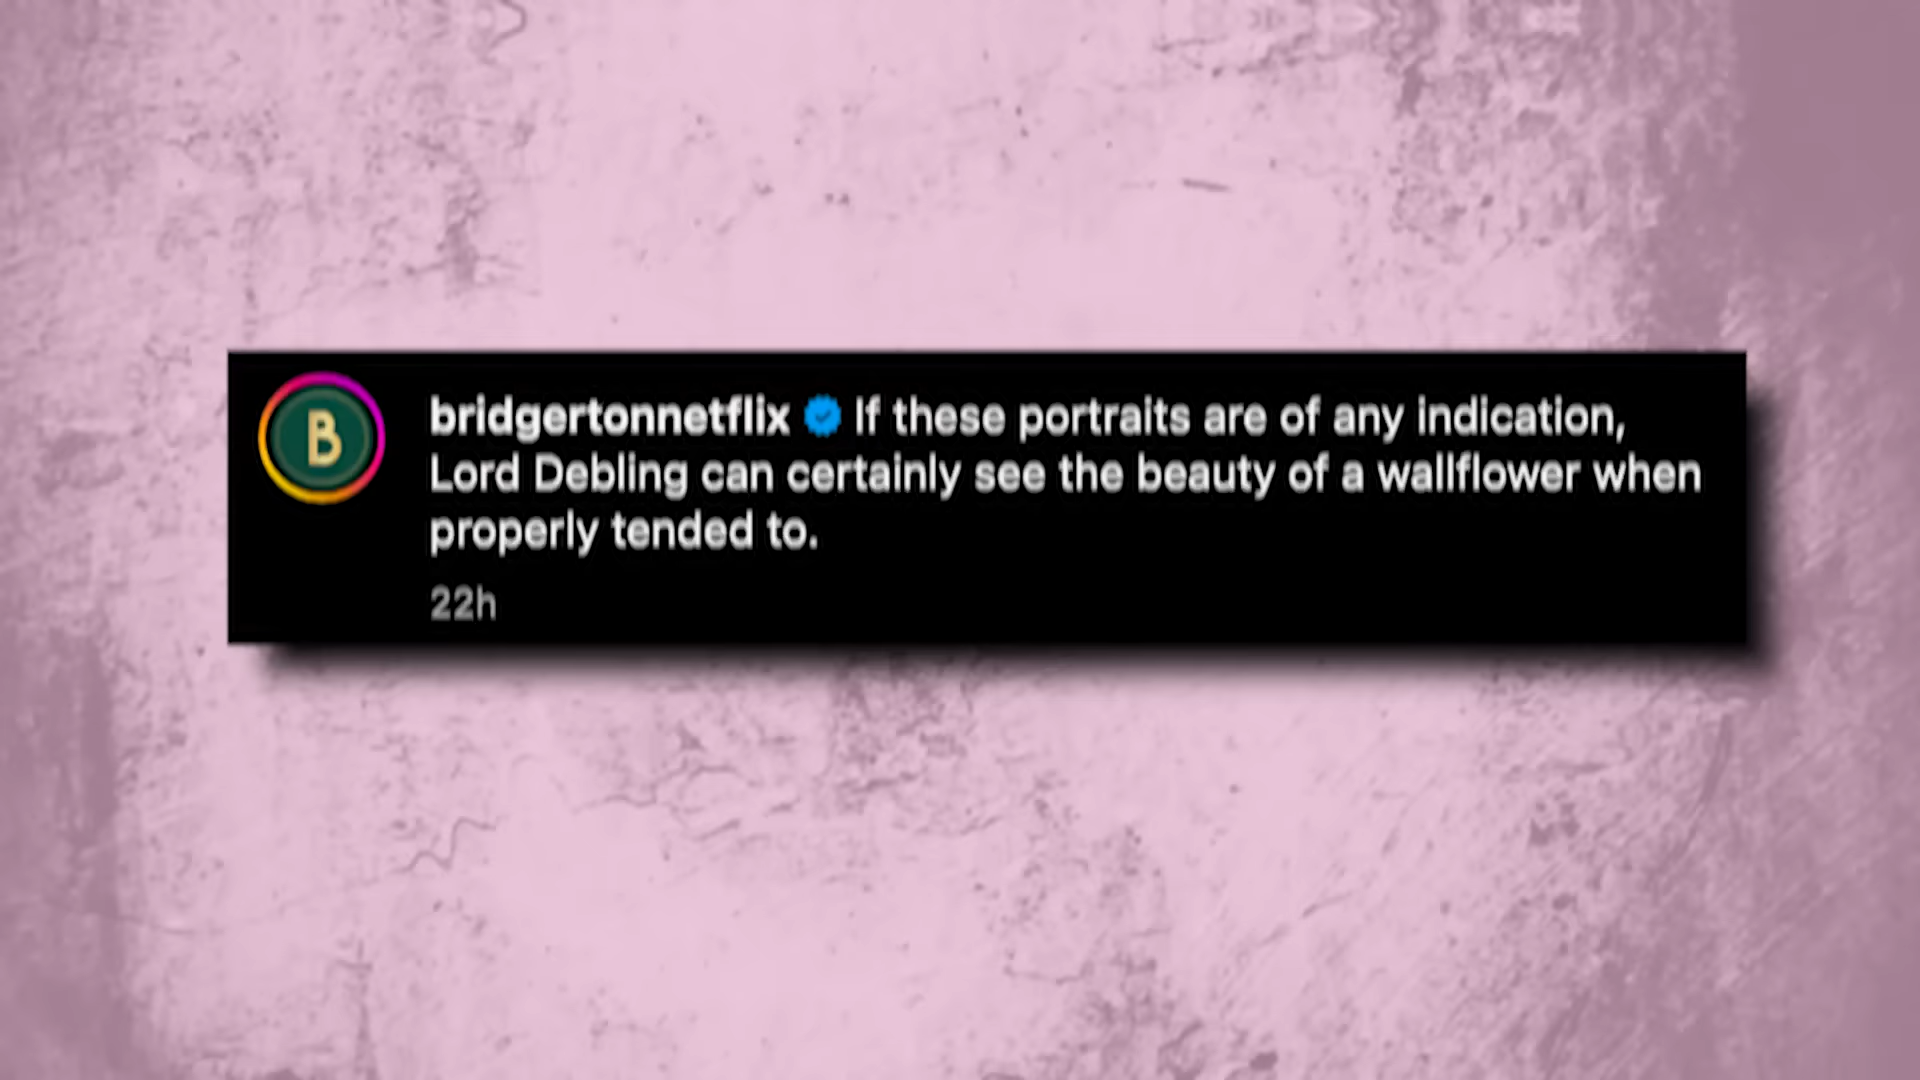 B
bridgertonnetflix If these portraits are of any indication,
Lord Debling can certainly see the beauty of a wallflower when
properly tended to.
22h